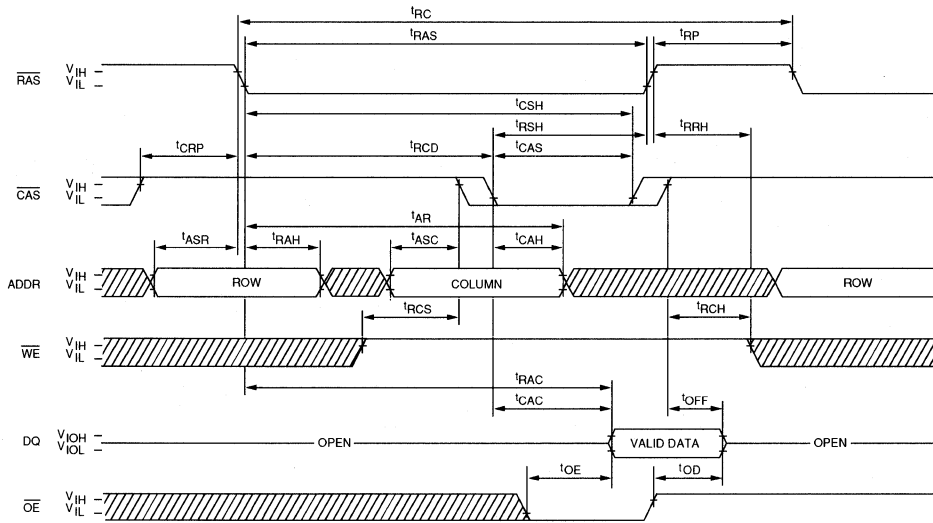 tRC
tRAS
tRP
RAS
VIH
VIL
tCSH
tRSH
tRRH
tCRP
tRCD
tCAS
CAS
VIH
VIL
tAR
tASR
tRAH
tASC
tCAH
ADDR
VIH
VIL
ROW
COLUMN
ROW
tRCS
tRCH
WE
VIH
VIL
tRAC
tCAC
tOFF
DQ
VIOH
VIOL
OPEN
VALID DATA
OPEN
tOE
tOD
OE
VIH
VIL